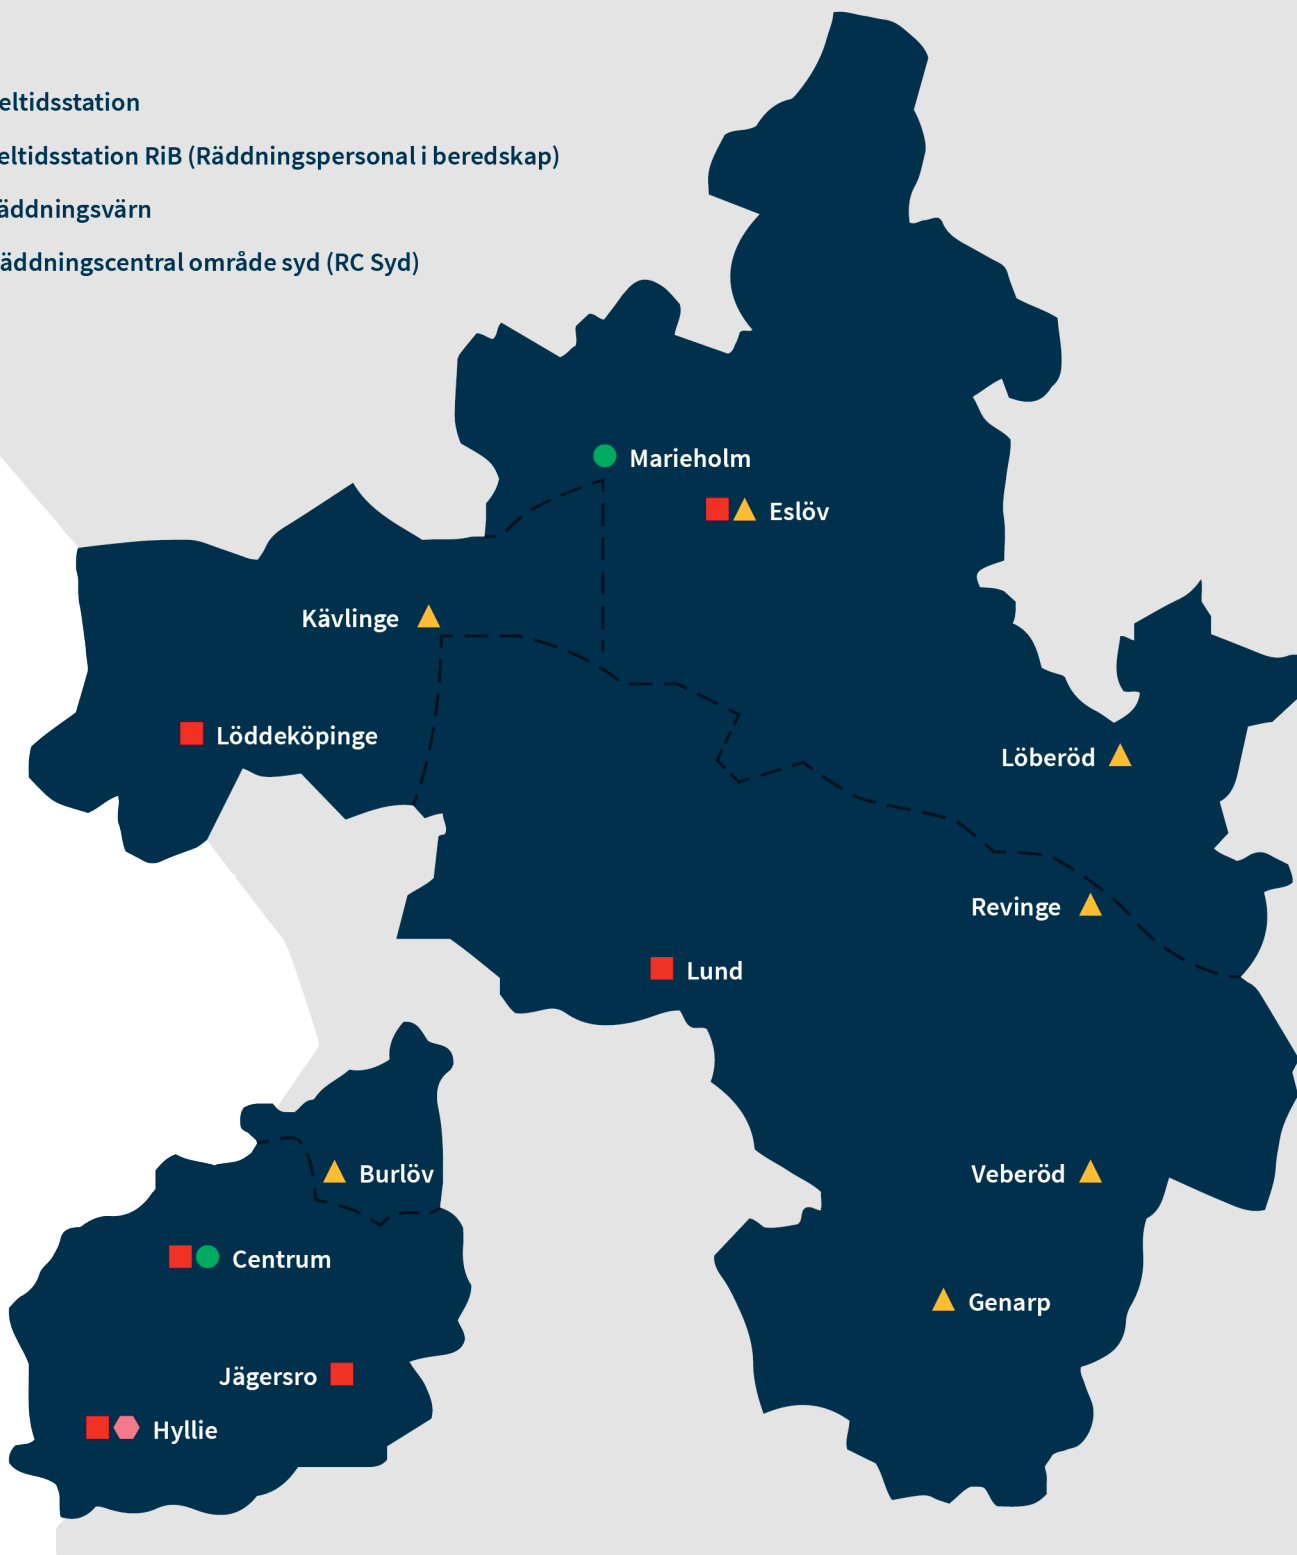 eltidsstation
eltidsstation RiB (Räddningspersonal i beredskap)
äddningsvärn
äddningscentral område syd (RC Syd)
Marieholm
Eslöv
Kävlinge
Löddeköpinge
Löberöd
Revinge
Lund
Burlöv
Veberöd
Centrum
Genarp
Jägersro
Hyllie